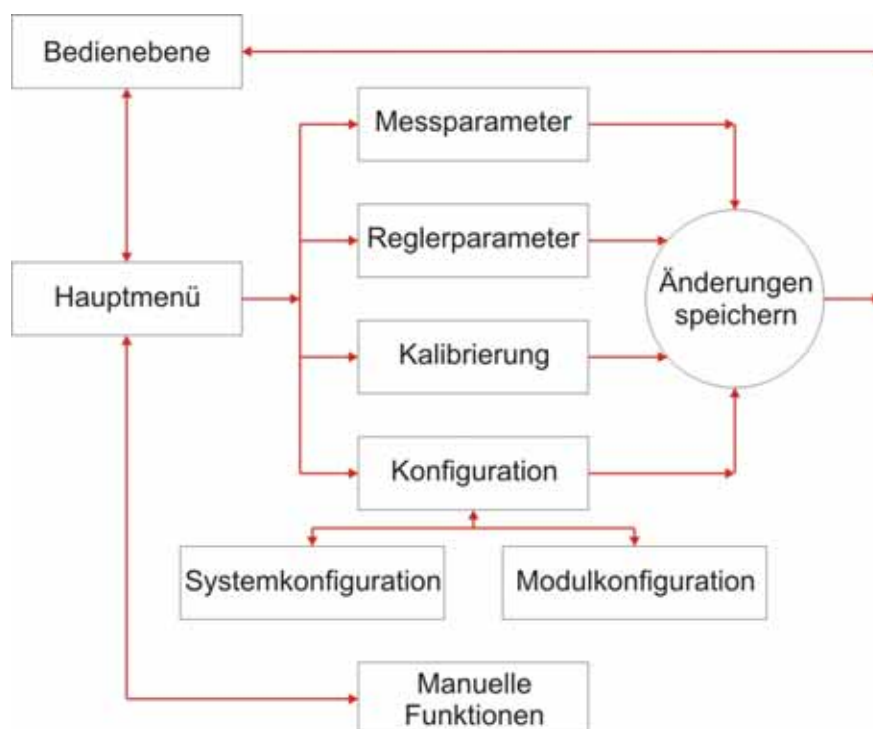 Bedienebene
Messparameter
Reglerparameter
Änderungen
speichern
Hauptmenü
Kalibrierung
Konfiguration
Systemkonfiguration
Modulkonfiguration
Manuelle
Funktionen